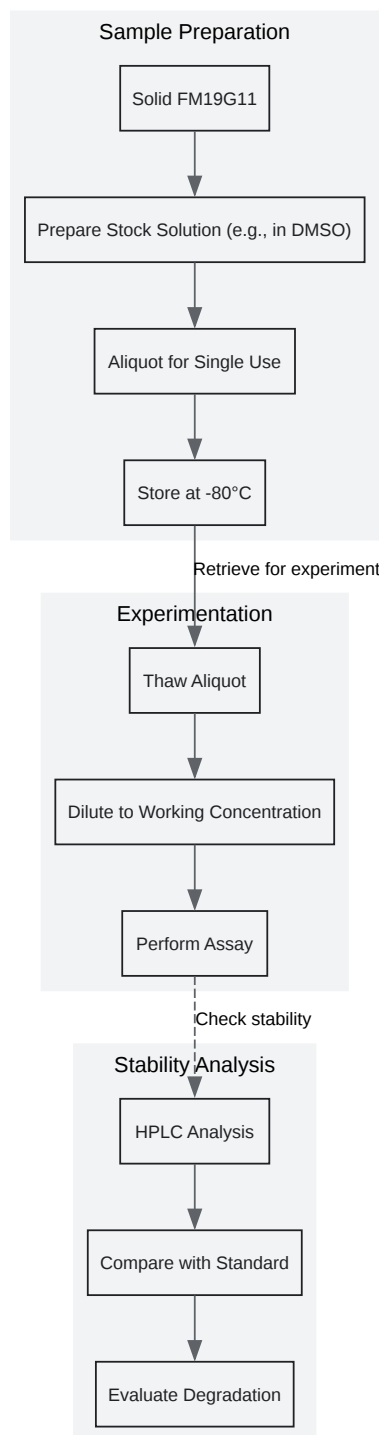 Sample Preparation
Solid FM19G11
Prepare Stock Solution (e.g., in DMSO)
Aliquot for Single Use
Store at -80°C
Retrieve for experiment
Experimentation
Thaw Aliquot
Dilute to Working Concentration
Perform Assay
Check stability
Stability Analysis
HPLC Analysis
Compare with Standard
Evaluate Degradation